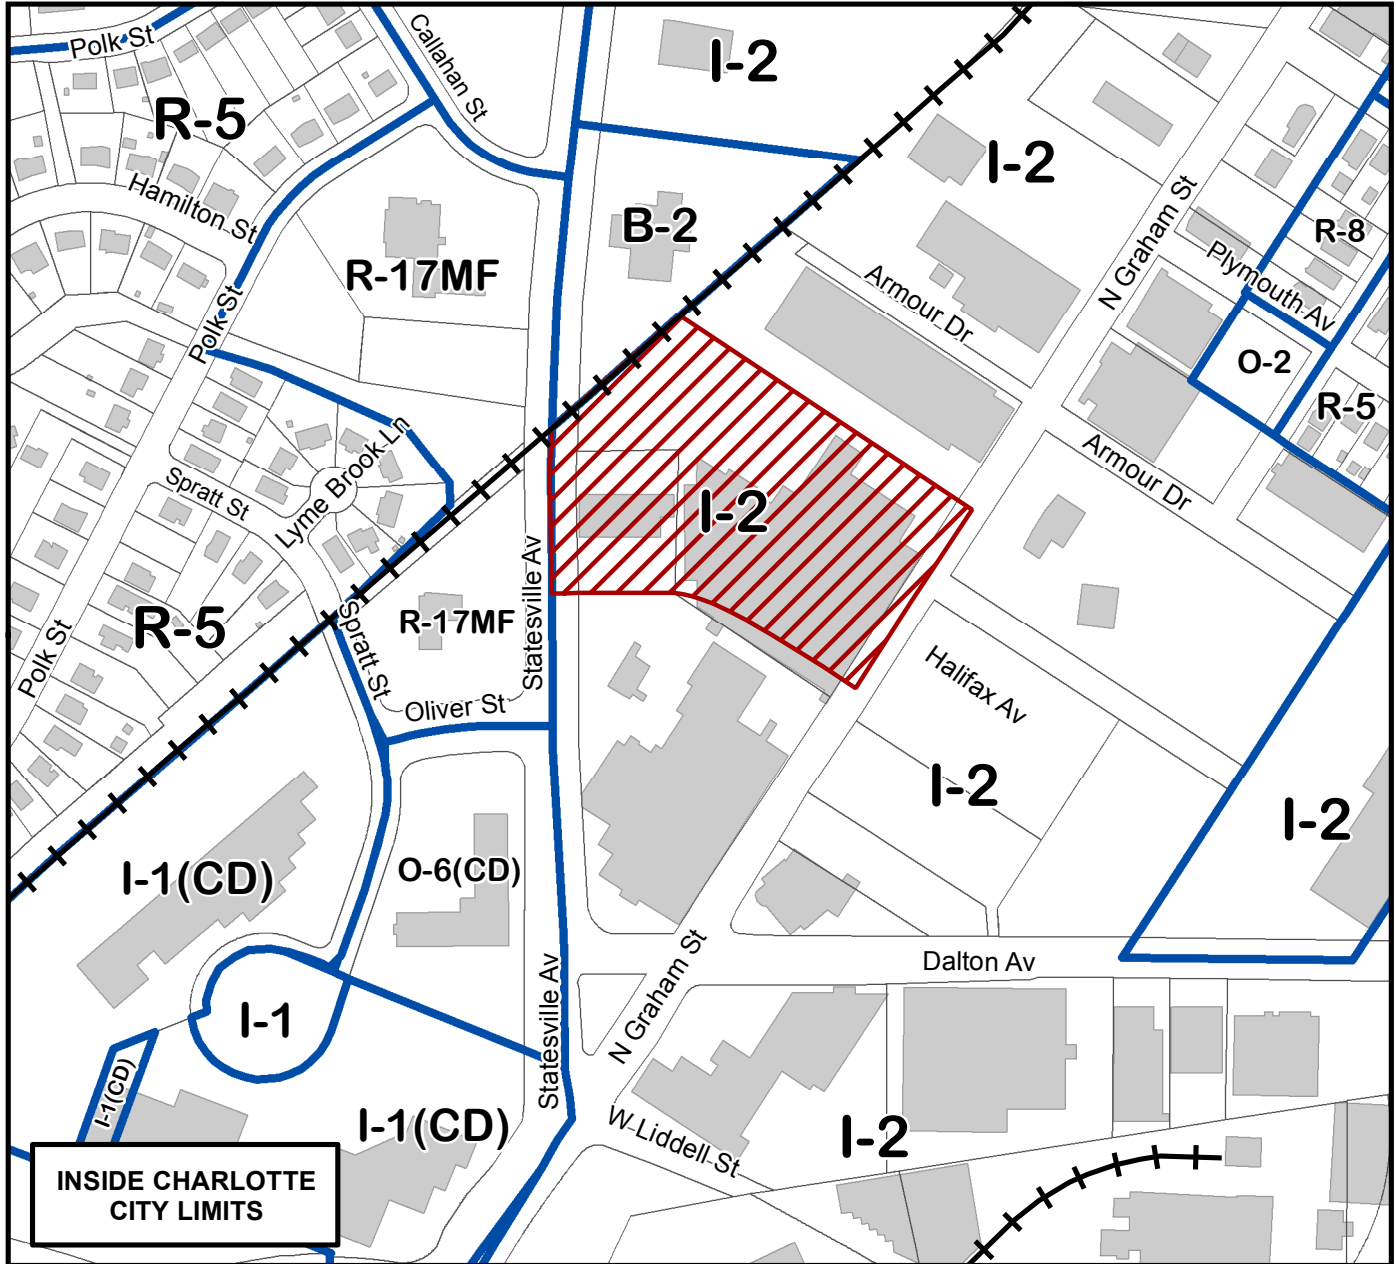 Polk St
Callahan St
I-2
R-5
I-2
Hamilton St
N Graham St
B-2
R-8
R-17MF
Plymouth Av
Armour Dr
Polk St
O-2
R-5
Lyme Brook Ln
Armour Dr
Spratt St
I-2
Statesville Av
R-5
R-17MF
Spratt St
Polk St
Halifax Av
Oliver St
I-2
I-2
I-1(CD)
O-6(CD)
Dalton Av
N Graham St
Statesville Av
I-1
I-1(CD)
I-1(CD)
W Liddell St
I-2
INSIDE CHARLOTTE
CITY LIMITS